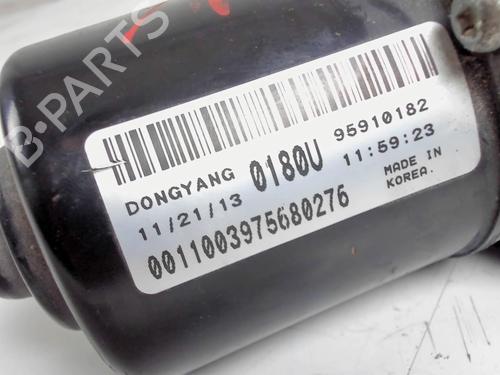 B-PARTS
DONGYANG 0180U 95910182
11/21/13 11:59:23
0011003975680276
MADE IN
KOREA.